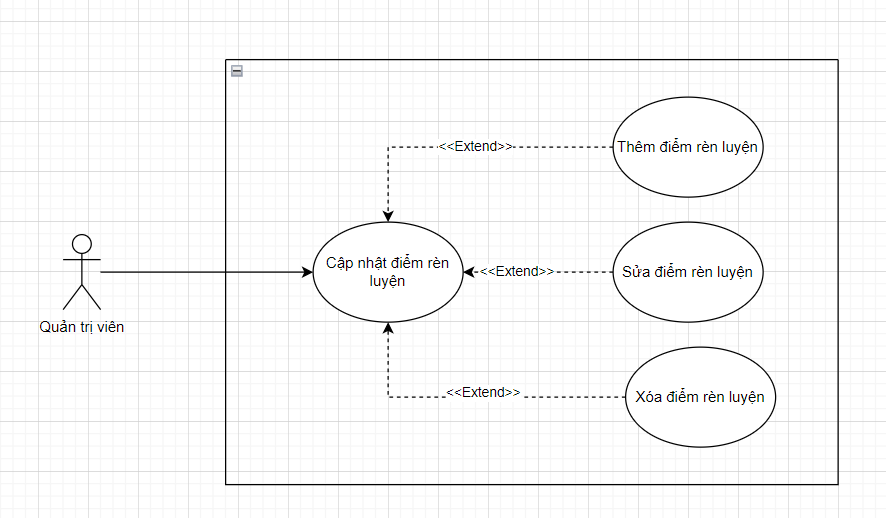 <<Extend>>
Thêm điểm rèn luyện
Cập nhật điểm rèn
luyện
<<Extend>>
Sửa điểm rèn luyện
Quản trị viên
<<Extend>>
Xóa điểm rèn luyện